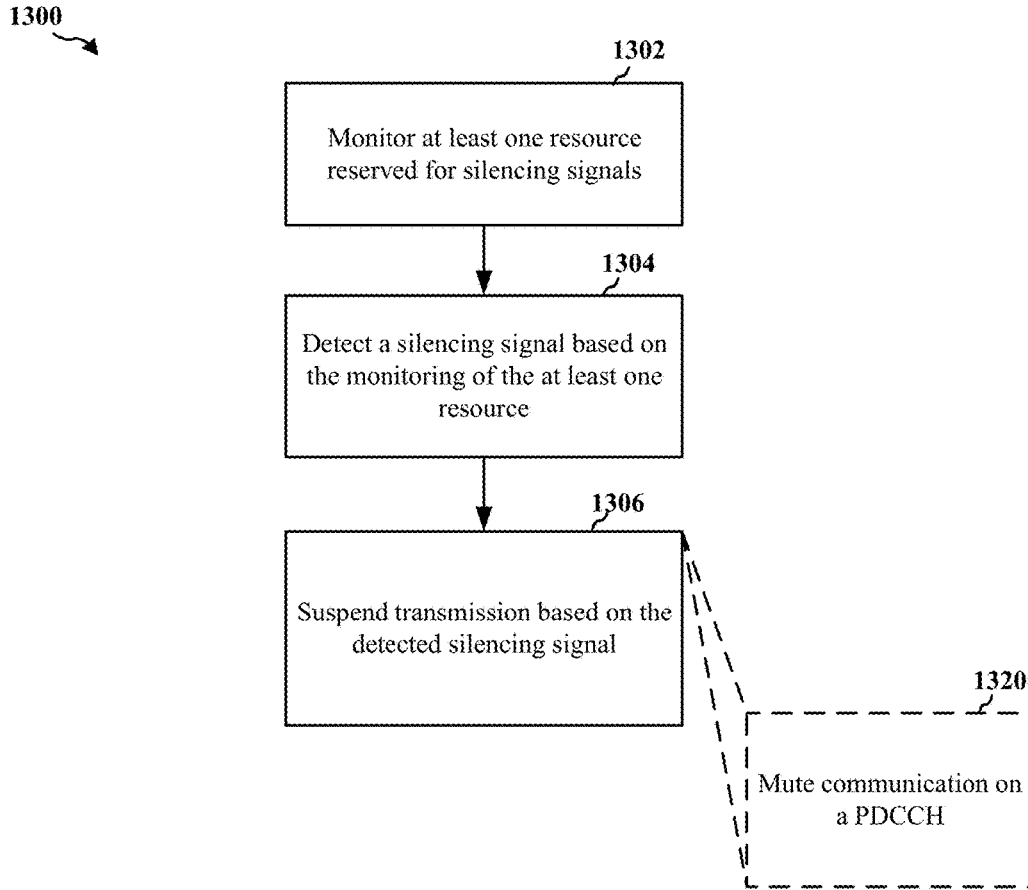 1300
1302
Monitor at least one resource
reserved for silencing signals
1304
Detect a silencing signal based on
the monitoring of the at least one
resource
1306
Suspend transmission based on the
detected silencing signal
1320
Mute communication on
a PDCCH